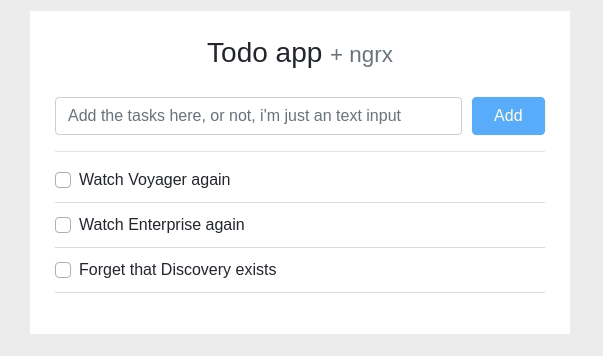 Todo app + ngrx
Add the tasks here, or not, i'm just an text input
Add
Watch Voyager again
Watch Enterprise again
Forget that Discovery exists